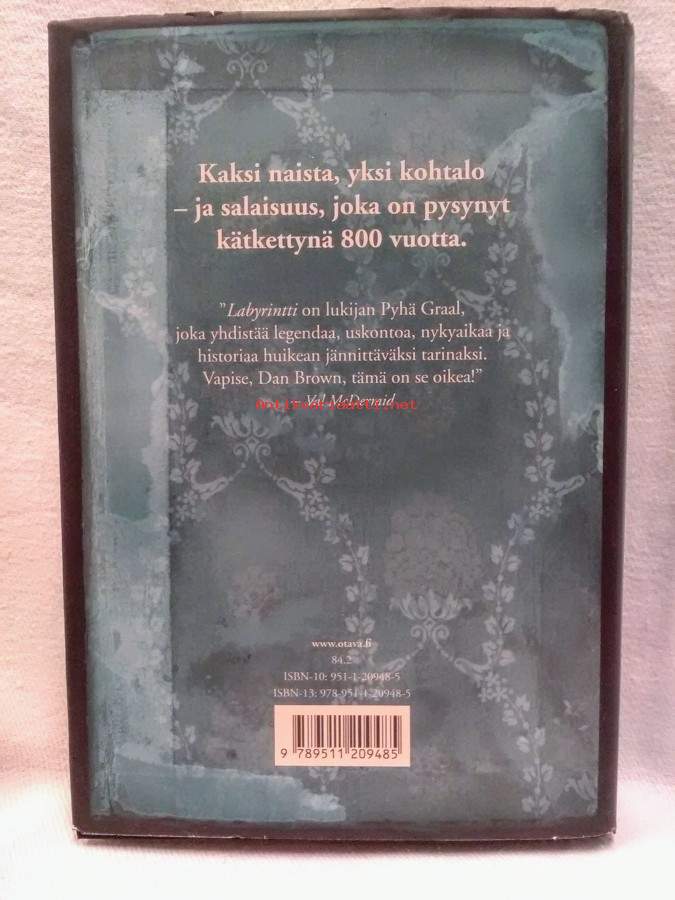 Kaksi naista, yksi kohtalo
– ja salaisuus, joka on pysynyt
kätkettynä 800 vuotta.
”Labyrintti on lukijan Pyhä Graal,
joka yhdistää legendaa, uskontoa, nykyaikaa ja
historiaa huikean jännittäväksi tarinaksi.
Vapise, Dan Brown, tämä on se oikea!”
– Val McDermid
www.otava.fi
84.2
ISBN-10: 951-1-20948-5
ISBN-13: 978-951-1-20948-5
9 789511 209485